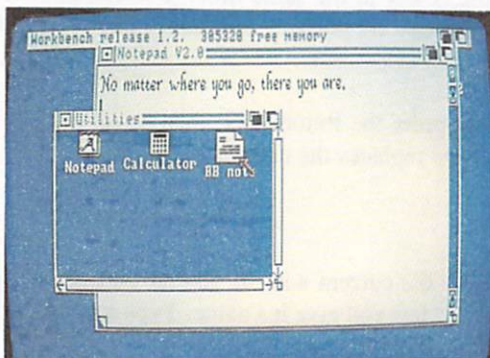 Workbench release 1.2. 385328 free memory
Notepad V2.0
No matter where you go, there you are.
Utilities
Notepad
Calculator
BB note